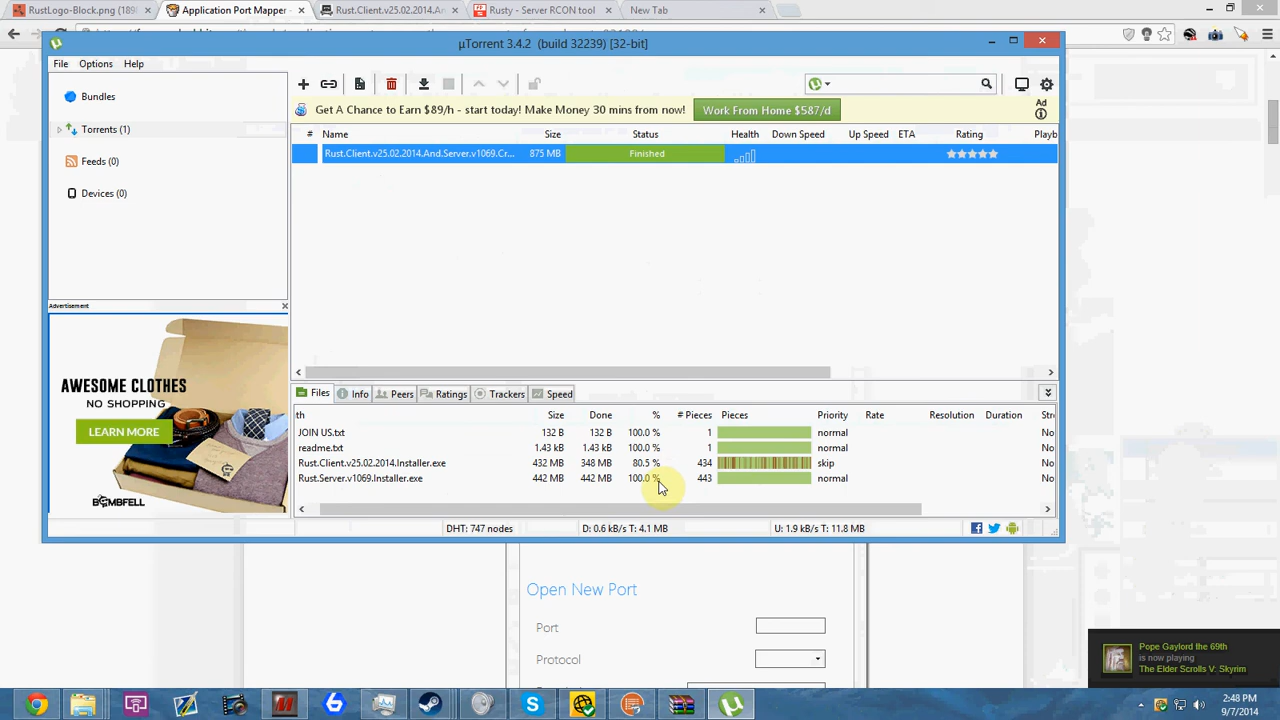 RustLogo-Block.png (189
Application Port Mapper -
Rust.Client.v25.02.2014.A
Rusty - Server RCON tool
New Tab
µTorrent 3.4.2 (build 32239) [32-bit]
File Options Help
Bundles
Torrents (1)
Feeds (0)
Devices (0)
Get A Chance to Earn $89/h - start today! Make Money 30 mins from now!
Work From Home $587/d
Ad
# Name Size Status Health Down Speed Up Speed ETA Rating Playb
Rust.Client.v25.02.2014.And.Server.v1069.Cr... 875 MB Finished
Advertisement
AWESOME CLOTHES
NO SHOPPING
LEARN MORE
BOMBFELL
Files Info Peers Ratings Trackers Speed
th Size Done % # Pieces Pieces Priority Rate Resolution Duration Str
JOIN US.txt 132 B 132 B 100.0 % 1 normal No
readme.txt 1.43 kB 1.43 kB 100.0 % 1 normal No
Rust.Client.v25.02.2014.Installer.exe 432 MB 348 MB 80.5 % 434 skip No
Rust.Server.v1069.Installer.exe 442 MB 442 MB 100.0 % 443 normal No
DHT: 747 nodes D: 0.6 kB/s T: 4.1 MB U: 1.9 kB/s T: 11.8 MB
Open New Port
Port
Protocol
Pope Gaylord the 69th
is now playing
The Elder Scrolls V: Skyrim
2:48 PM
9/7/2014